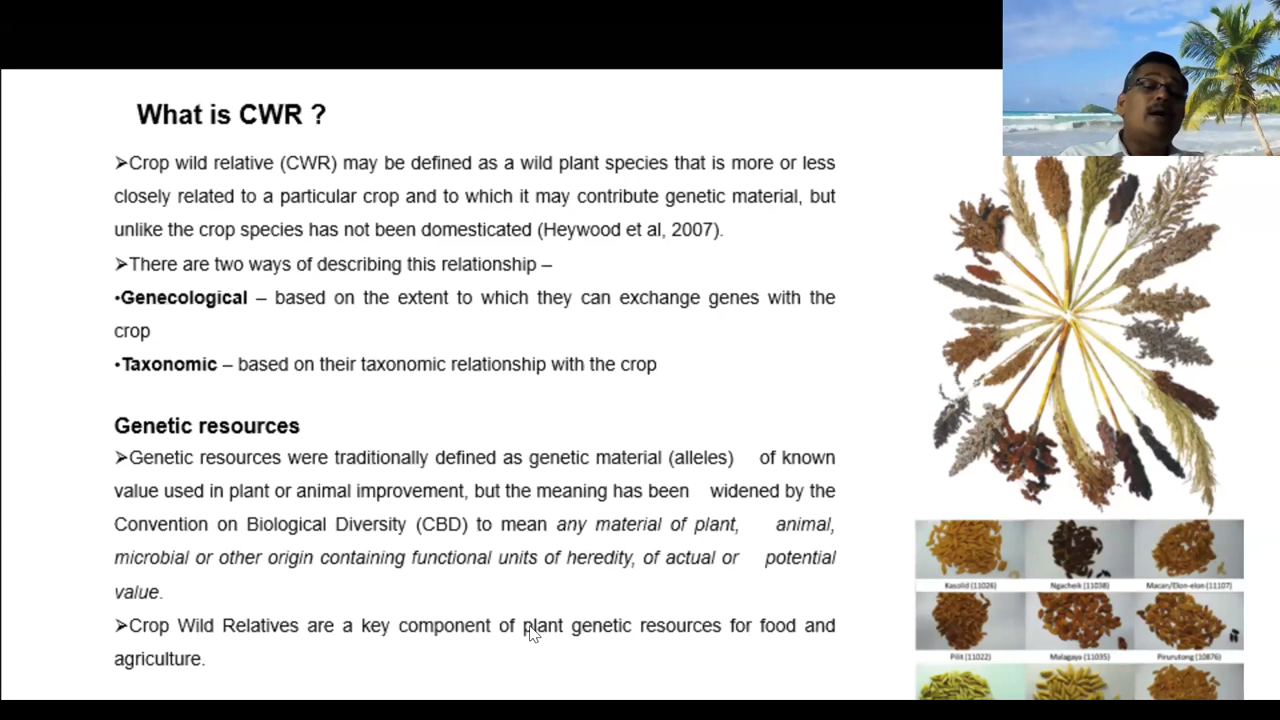 What is CWR ?
➢Crop wild relative (CWR) may be defined as a wild plant species that is more or less
closely related to a particular crop and to which it may contribute genetic material, but
unlike the crop species has not been domesticated (Heywood et al, 2007).
➢There are two ways of describing this relationship –
•Genecological – based on the extent to which they can exchange genes with the
crop
•Taxonomic – based on their taxonomic relationship with the crop
Genetic resources
➢Genetic resources were traditionally defined as genetic material (alleles) of known
value used in plant or animal improvement, but the meaning has been widened by the
Convention on Biological Diversity (CBD) to mean any material of plant, animal,
microbial or other origin containing functional units of heredity, of actual or potential
value.
➢Crop Wild Relatives are a key component of plant genetic resources for food and
agriculture.
Kasolid (11026) Ngacheik (11038) Macan/Elon-elon (11107)
Pilit (11022) Malagaya (11035) Pirurutong (10876)